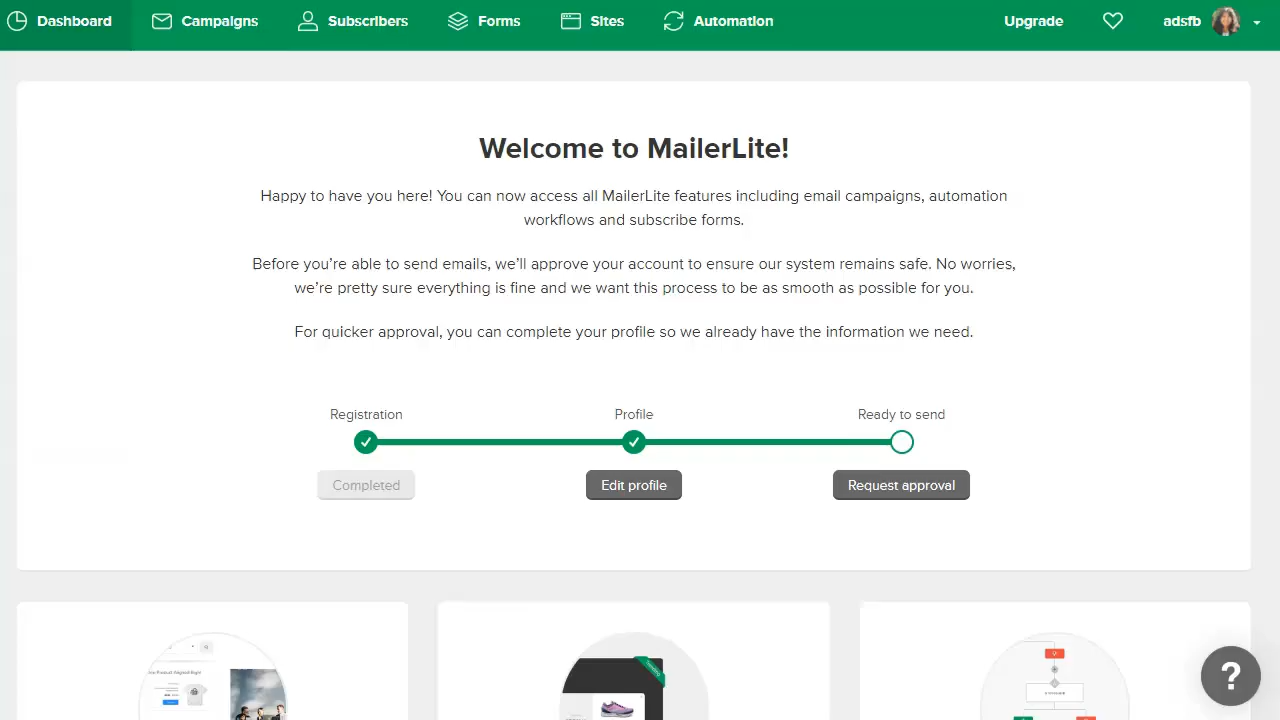 Dashboard
Campaigns
Subscribers
Forms
Sites
Automation
Upgrade
adsfb
Welcome to MailerLite!
Happy to have you here! You can now access all MailerLite features including email campaigns, automation
workflows and subscribe forms.
Before you're able to send emails, we'll approve your account to ensure our system remains safe. No worries,
we're pretty sure everything is fine and we want this process to be as smooth as possible for you.
For quicker approval, you can complete your profile so we already have the information we need.
Registration
Profile
Ready to send
Completed
Edit profile
Request approval
?